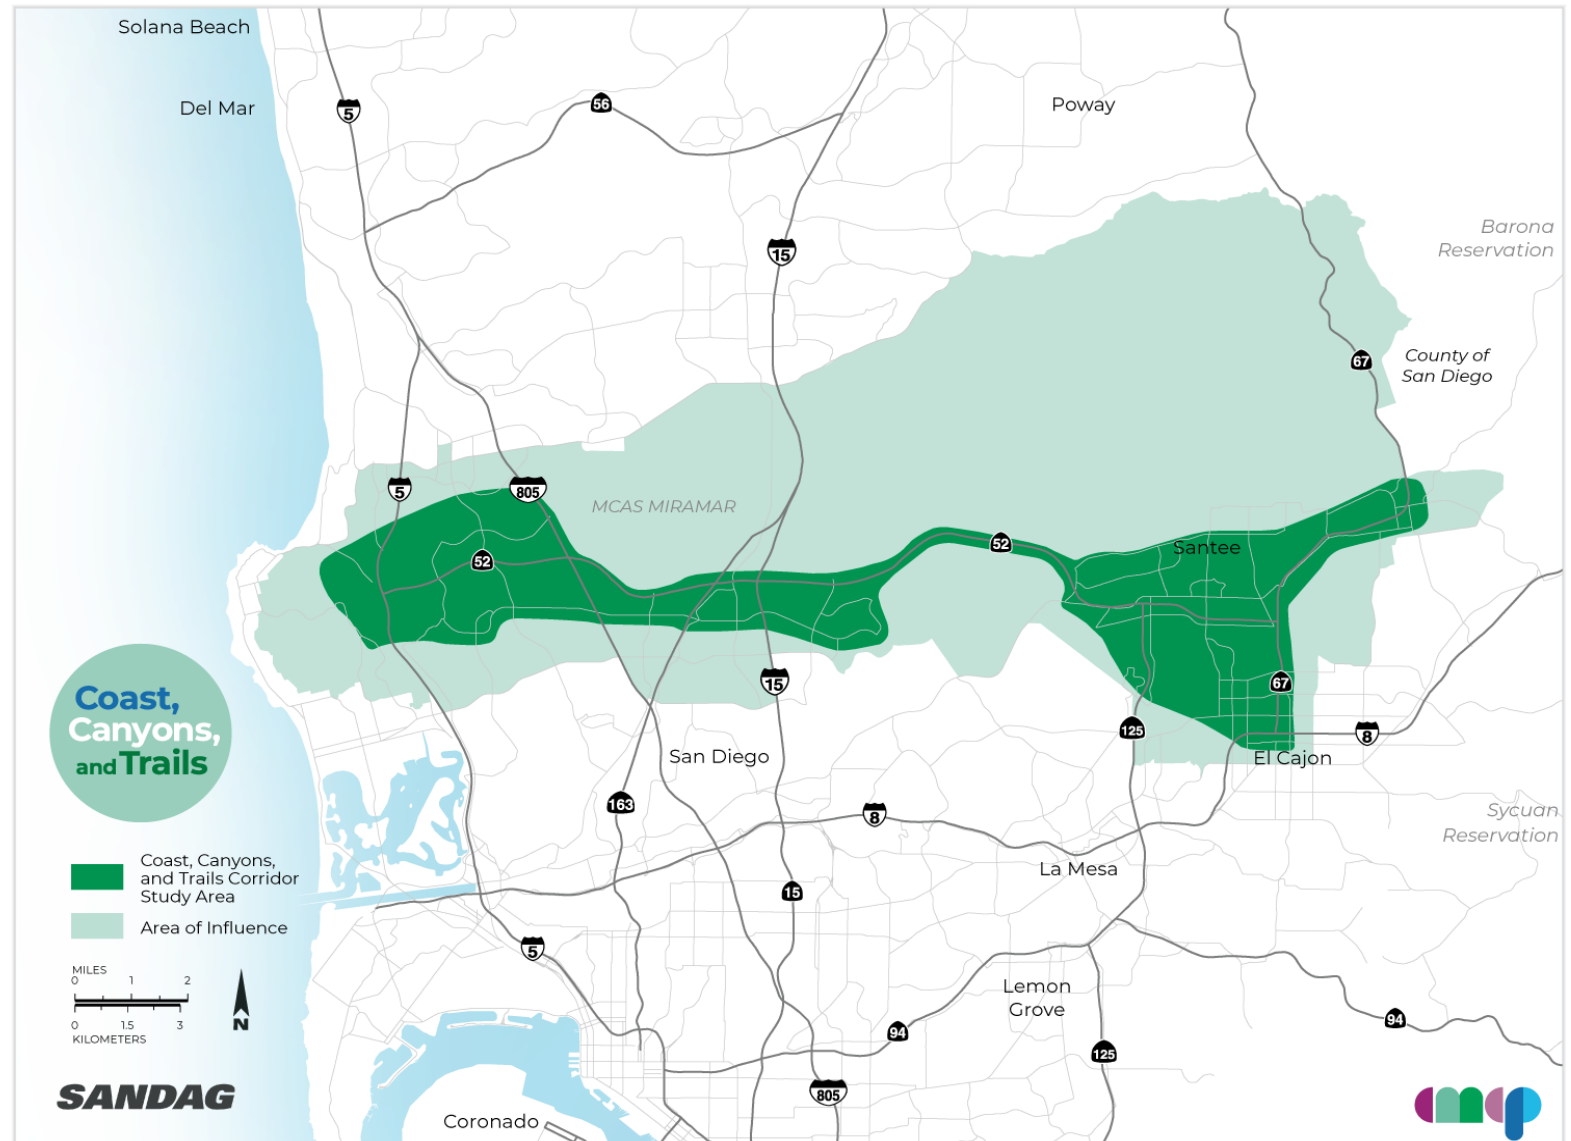 Solana Beach
Del Mar
5
56
Poway
15
Barona
Reservation
67
County of
San Diego
5
805
MCAS MIRAMAR
52
52
Santee
15
67
125
8
San Diego
El Cajon
163
8
Sycuan
Reservation
La Mesa
15
5
Lemon
Grove
94
94
125
805
Coronado
Coast,
Canyons,
and Trails
Coast, Canyons,
and Trails Corridor
Study Area
Area of Influence
MILES
0 1 2
0 1.5 3
KILOMETERS
N
SANDAG
cmcp